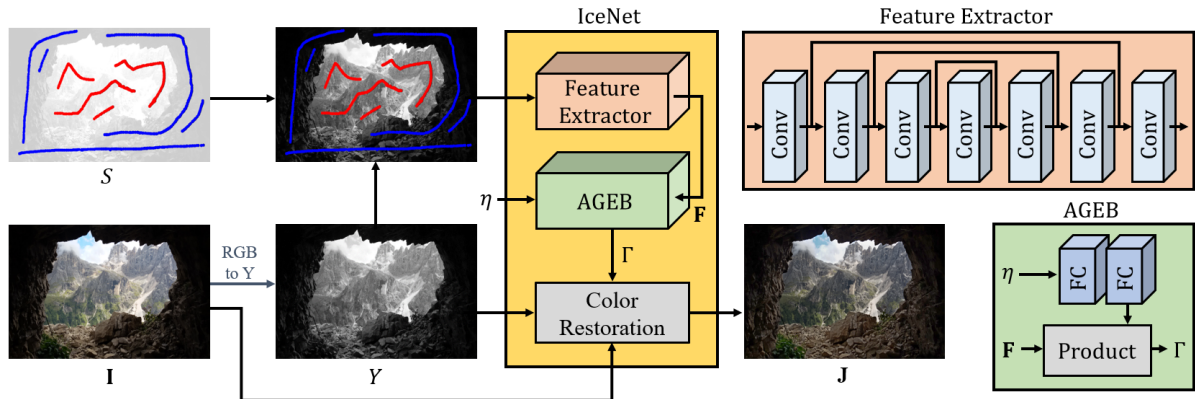 IceNet
Feature Extractor
S
RGB
to Y
I
Y
Feature
Extractor
η
AGEB
F
Γ
Color
Restoration
J
Conv
Conv
Conv
Conv
Conv
Conv
Conv
AGEB
η
FC
FC
F
Product
Γ